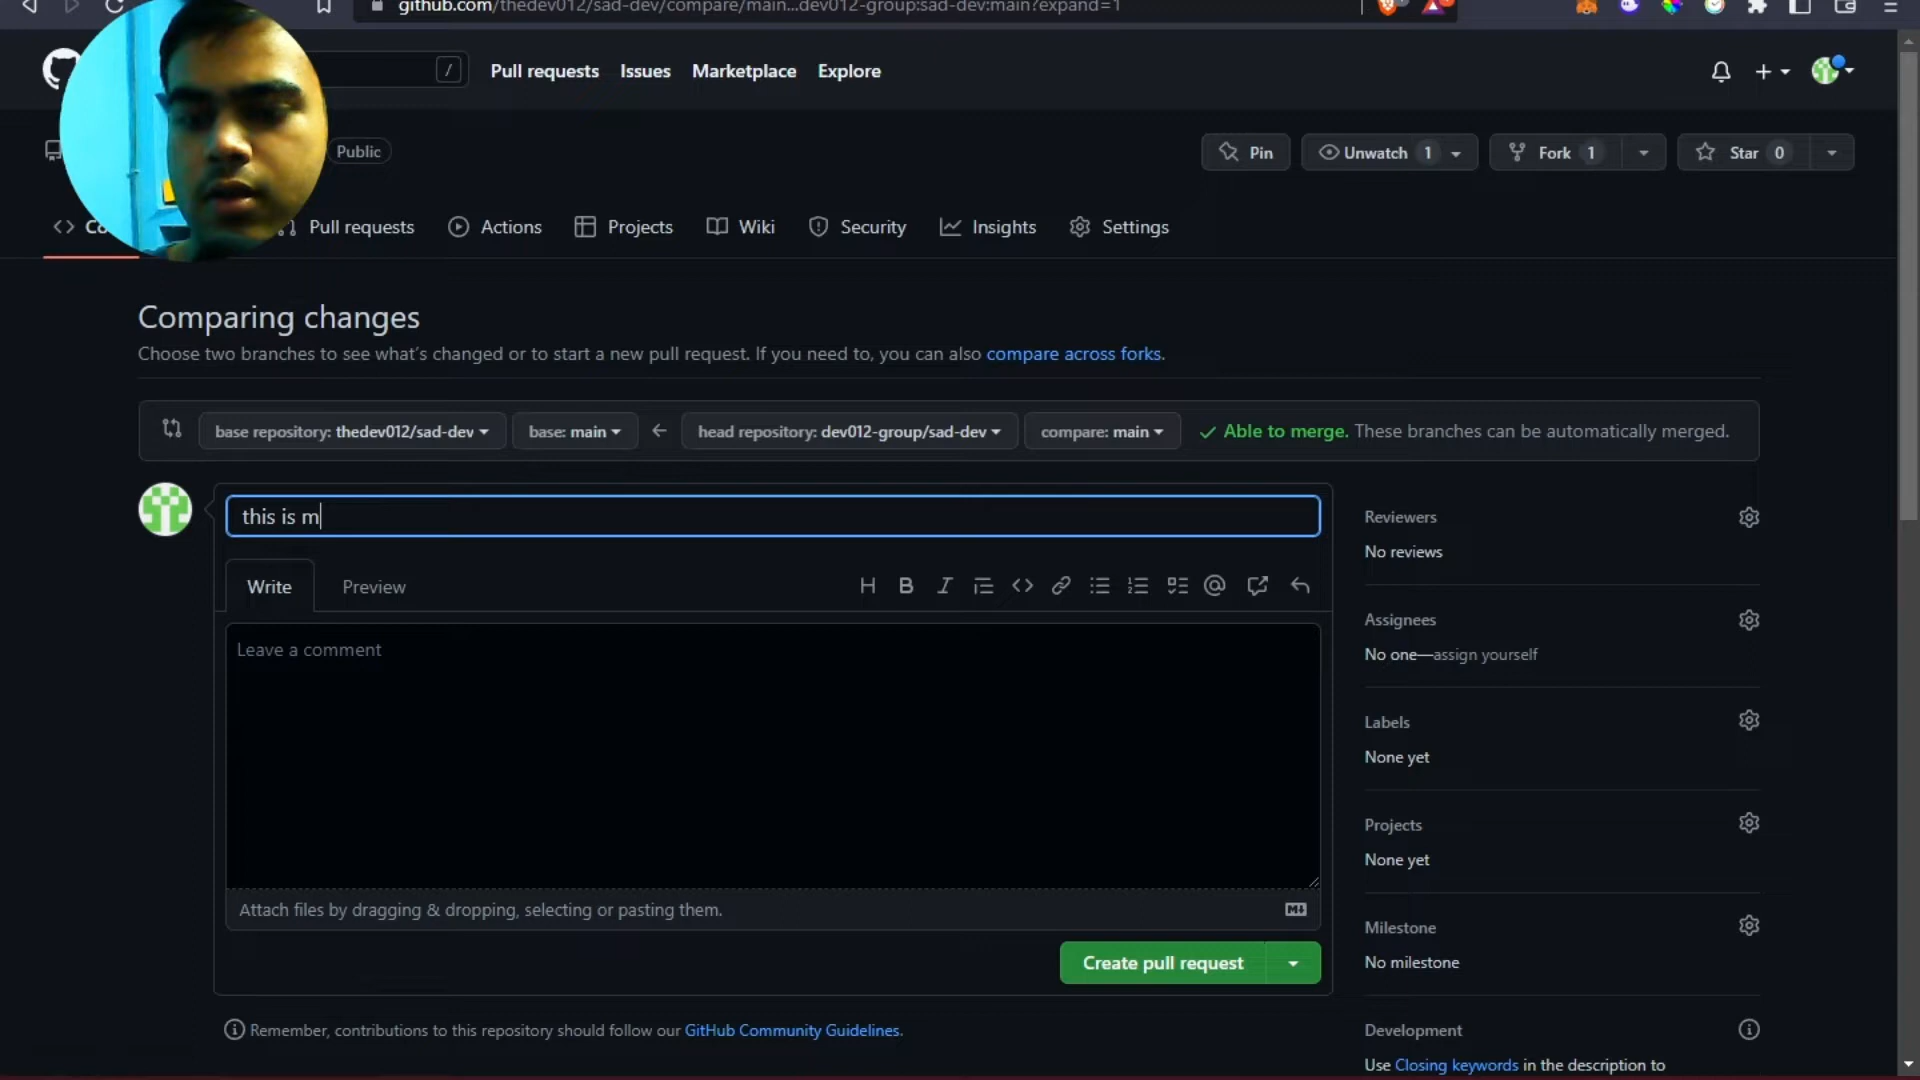 github.com/thedev012/sad-dev/compare/main...dev012-group:sad-dev:main?expand=1
/ Pull requests Issues Marketplace Explore
Public Pin Unwatch 1 Fork 1 Star 0
Pull requests Actions Projects Wiki Security Insights Settings
Comparing changes
Choose two branches to see what's changed or to start a new pull request. If you need to, you can also compare across forks.
base repository: thedev012/sad-dev base: main head repository: dev012-group/sad-dev compare: main Able to merge. These branches can be automatically merged.
this is m
Write Preview
Leave a comment
Attach files by dragging & dropping, selecting or pasting them.
Create pull request
Remember, contributions to this repository should follow our GitHub Community Guidelines.
Reviewers
No reviews
Assignees
No one—assign yourself
Labels
None yet
Projects
None yet
Milestone
No milestone
Development
Use Closing keywords in the description to